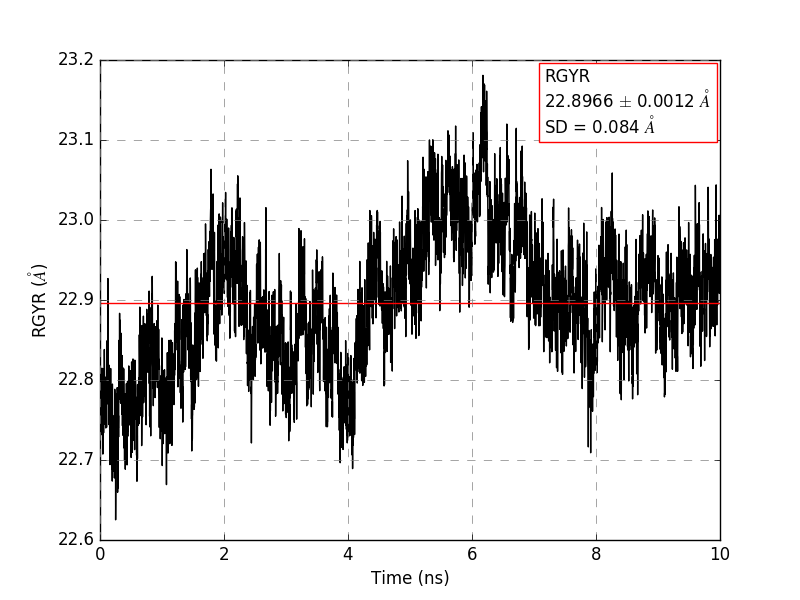 23.2
23.1
23.0
22.9
22.8
22.7
22.6
0 2 4 6 8 10
RGYR (Å)
Time (ns)
RGYR
22.8966 ± 0.0012 Å
SD = 0.084 Å